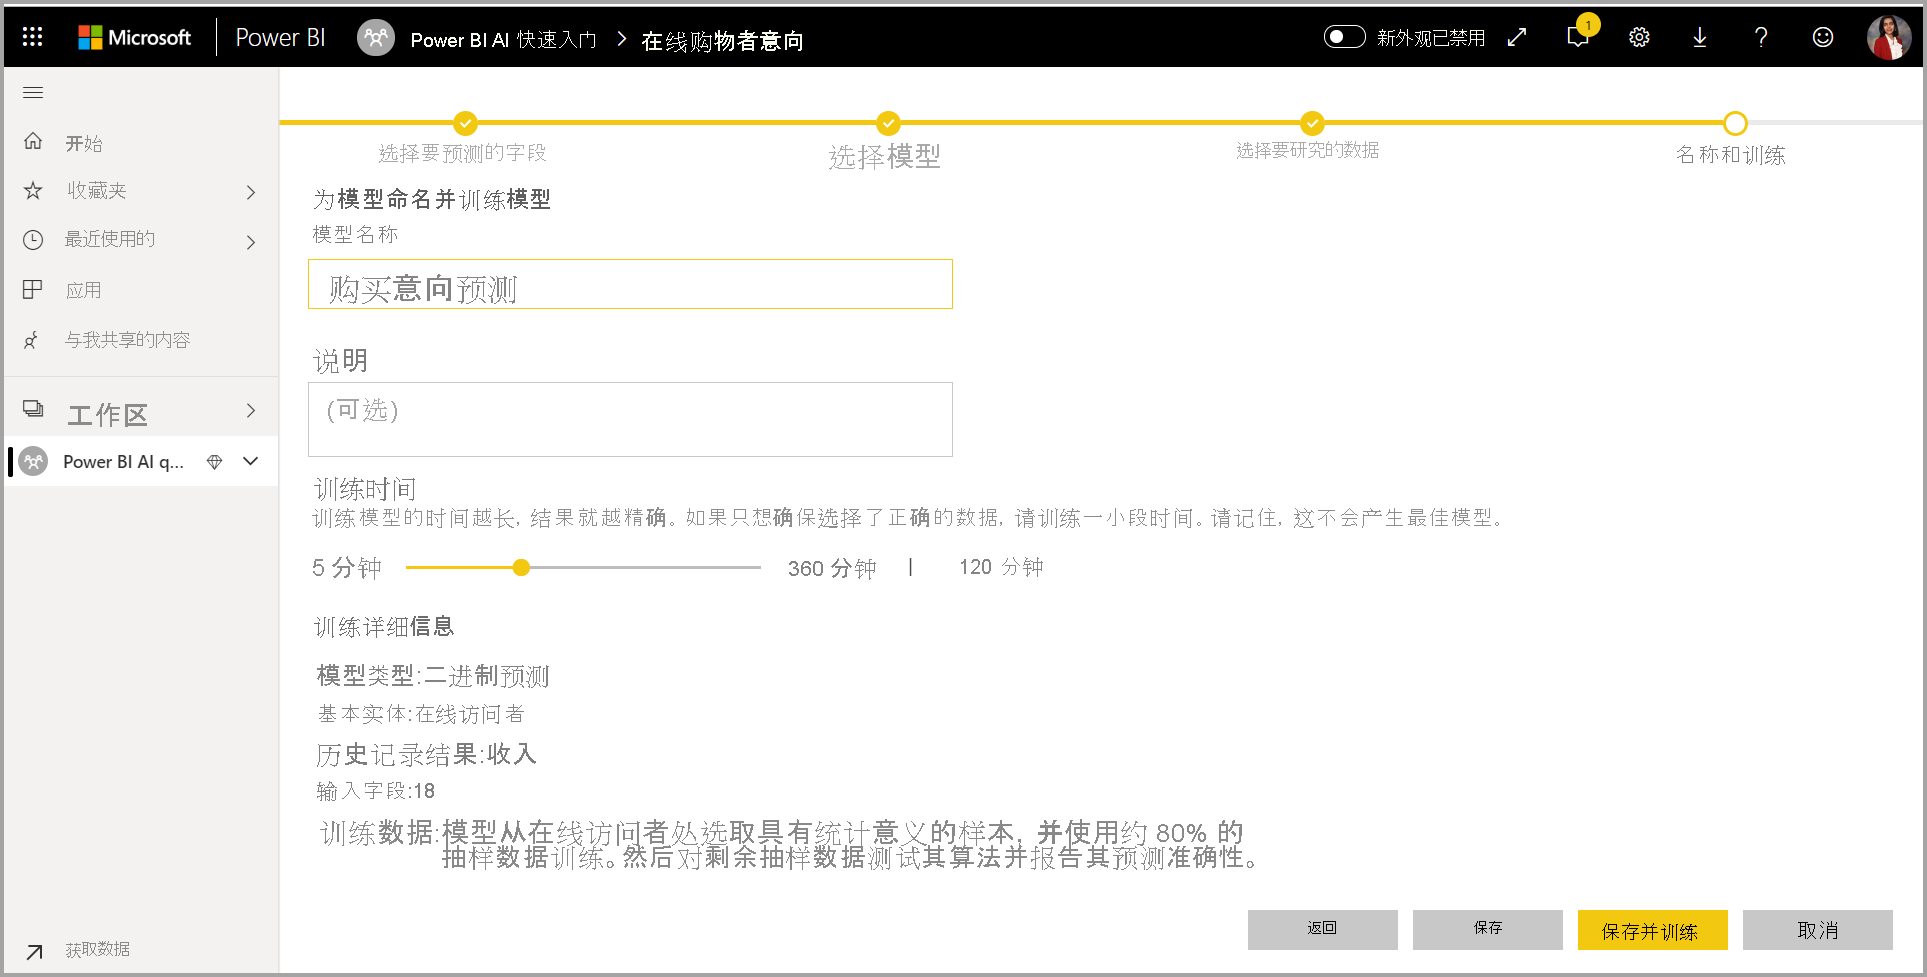 Microsoft Power BI Power BI AI 快速入门 > 在线购物者意向 新外观已禁用 1 ?
开始
收藏夹
最近使用的
应用
与我共享的内容
工作区
Power BI AI q...
获取数据
选择要预测的字段 选择模型 选择要研究的数据 名称和训练
为模型命名并训练模型
模型名称
购买意向预测
说明
(可选)
训练时间
训练模型的时间越长, 结果就越精确。如果只想确保选择了正确的数据, 请训练一小段时间。请记住, 这不会产生最佳模型。
5 分钟 360 分钟 | 120 分钟
训练详细信息
模型类型:二进制预测
基本实体:在线访问者
历史记录结果:收入
输入字段:18
训练数据:模型从在线访问者处选取具有统计意义的样本, 并使用约 80% 的
抽样数据训练。然后对剩余抽样数据测试其算法并报告其预测准确性。
返回 保存 保存并训练 取消